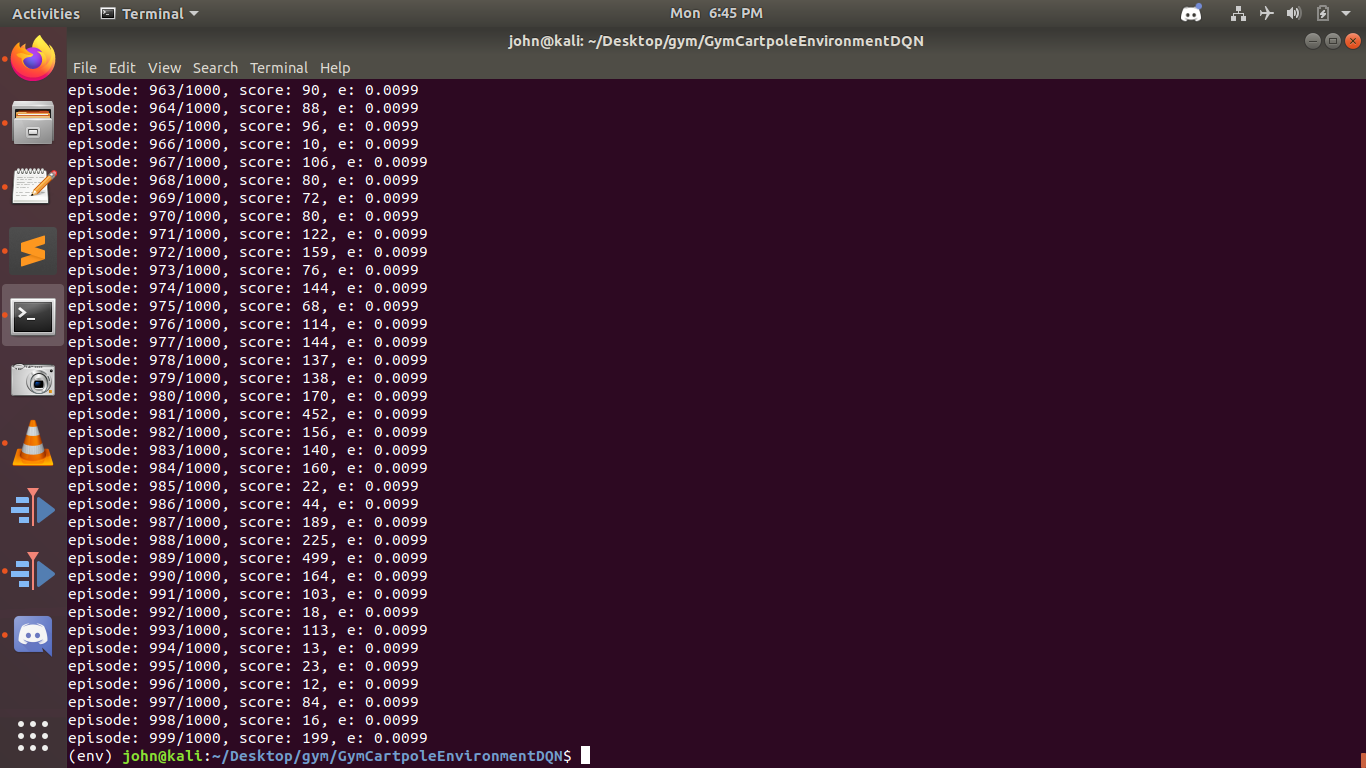 Activities Terminal Mon 6:45 PM
john@kali: ~/Desktop/gym/GymCartpoleEnvironmentDQN
File Edit View Search Terminal Help
episode: 963/1000, score: 90, e: 0.0099
episode: 964/1000, score: 88, e: 0.0099
episode: 965/1000, score: 96, e: 0.0099
episode: 966/1000, score: 10, e: 0.0099
episode: 967/1000, score: 106, e: 0.0099
episode: 968/1000, score: 80, e: 0.0099
episode: 969/1000, score: 72, e: 0.0099
episode: 970/1000, score: 80, e: 0.0099
episode: 971/1000, score: 122, e: 0.0099
episode: 972/1000, score: 159, e: 0.0099
episode: 973/1000, score: 76, e: 0.0099
episode: 974/1000, score: 144, e: 0.0099
episode: 975/1000, score: 68, e: 0.0099
episode: 976/1000, score: 114, e: 0.0099
episode: 977/1000, score: 144, e: 0.0099
episode: 978/1000, score: 137, e: 0.0099
episode: 979/1000, score: 138, e: 0.0099
episode: 980/1000, score: 170, e: 0.0099
episode: 981/1000, score: 452, e: 0.0099
episode: 982/1000, score: 156, e: 0.0099
episode: 983/1000, score: 140, e: 0.0099
episode: 984/1000, score: 160, e: 0.0099
episode: 985/1000, score: 22, e: 0.0099
episode: 986/1000, score: 44, e: 0.0099
episode: 987/1000, score: 189, e: 0.0099
episode: 988/1000, score: 225, e: 0.0099
episode: 989/1000, score: 499, e: 0.0099
episode: 990/1000, score: 164, e: 0.0099
episode: 991/1000, score: 103, e: 0.0099
episode: 992/1000, score: 18, e: 0.0099
episode: 993/1000, score: 113, e: 0.0099
episode: 994/1000, score: 13, e: 0.0099
episode: 995/1000, score: 23, e: 0.0099
episode: 996/1000, score: 12, e: 0.0099
episode: 997/1000, score: 84, e: 0.0099
episode: 998/1000, score: 16, e: 0.0099
episode: 999/1000, score: 199, e: 0.0099
(env) john@kali:~/Desktop/gym/GymCartpoleEnvironmentDQN$